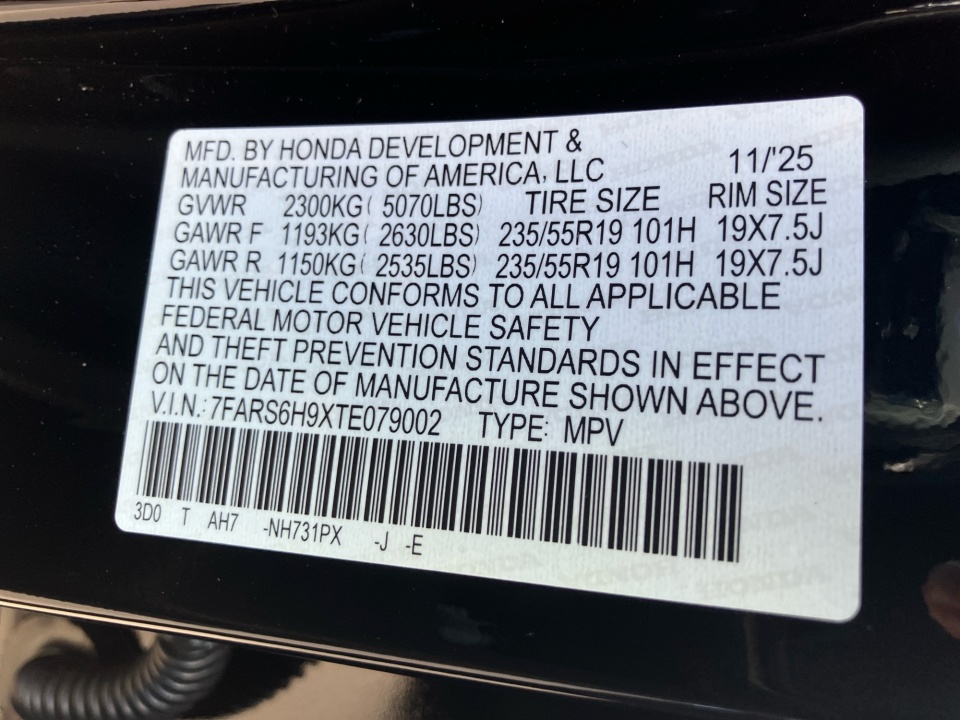 MFD. BY HONDA DEVELOPMENT &
MANUFACTURING OF AMERICA, LLC 11/'25
GVWR 2300KG( 5070LBS) TIRE SIZE RIM SIZE
GAWR F 1193KG( 2630LBS) 235/55R19 101H 19X7.5J
GAWR R 1150KG( 2535LBS) 235/55R19 101H 19X7.5J
THIS VEHICLE CONFORMS TO ALL APPLICABLE
FEDERAL MOTOR VEHICLE SAFETY
AND THEFT PREVENTION STANDARDS IN EFFECT
ON THE DATE OF MANUFACTURE SHOWN ABOVE.
V.I.N.: 7FARS6H9XTE079002 TYPE: MPV
3D0 T AH7 -NH731PX -J -E